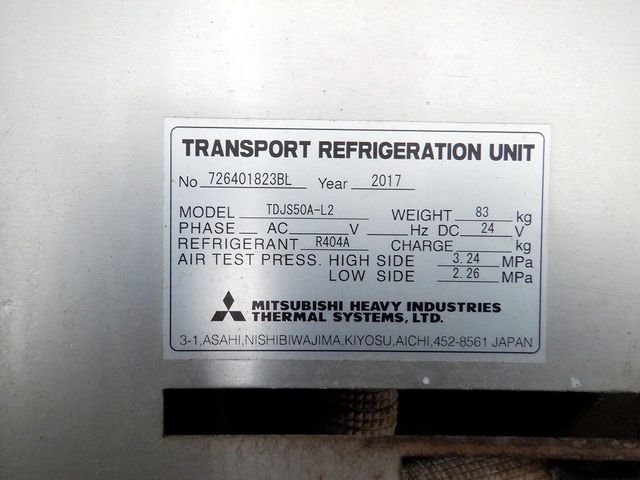 TRANSPORT REFRIGERATION UNIT
No 726401823BL Year 2017
MODEL TDJS50A-L2 WEIGHT 83 kg
PHASE AC V Hz DC 24 V
REFRIGERANT R404A CHARGE kg
AIR TEST PRESS. HIGH SIDE 3.24 MPa
LOW SIDE 2.26 MPa
MITSUBISHI HEAVY INDUSTRIES
THERMAL SYSTEMS, LTD.
3-1,ASAHI,NISHIBIWAJIMA,KIYOSU,AICHI,452-8561 JAPAN